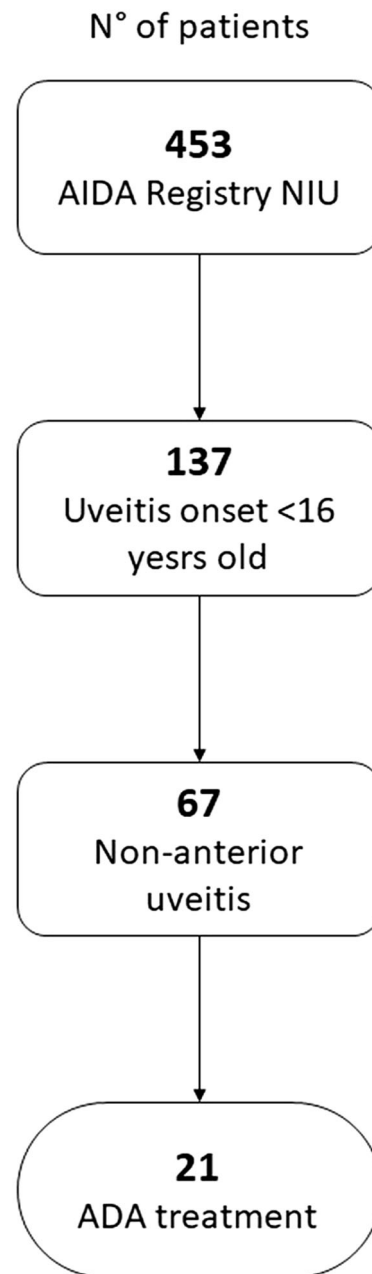 N° of patients
453
AIDA Registry NIU
137
Uveitis onset <16
yesrs old
67
Non-anterior
uveitis
21
ADA treatment